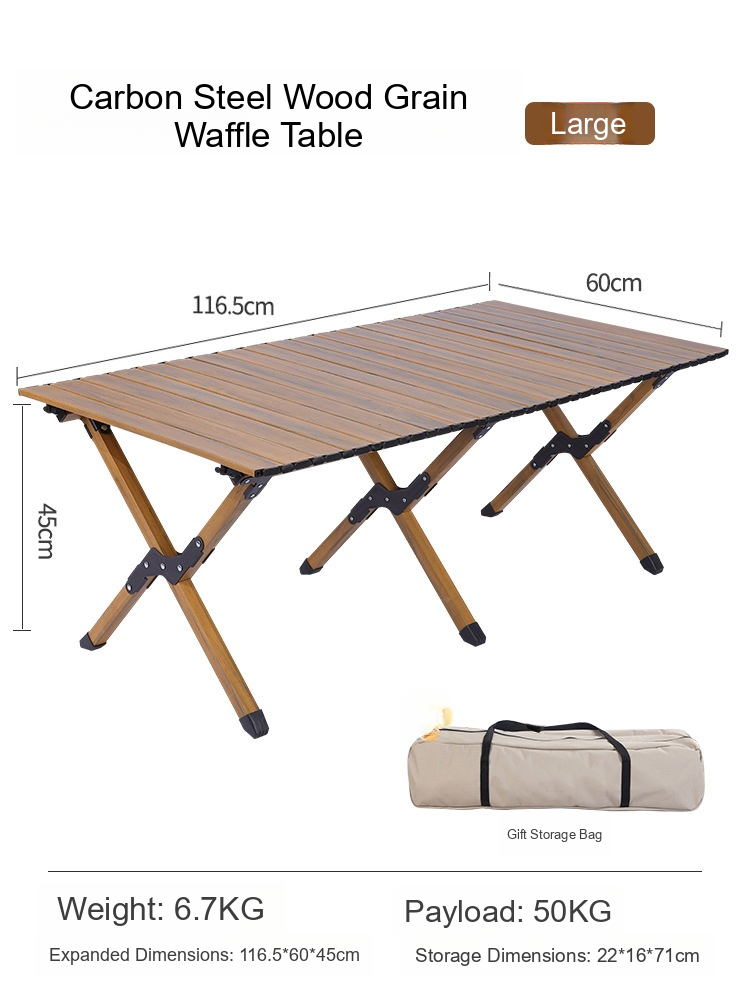 Carbon Steel Wood Grain
Waffle Table
Large
116.5cm
60cm
45cm
Gift Storage Bag
Weight: 6.7KG
Payload: 50KG
Expanded Dimensions: 116.5*60*45cm
Storage Dimensions: 22*16*71cm